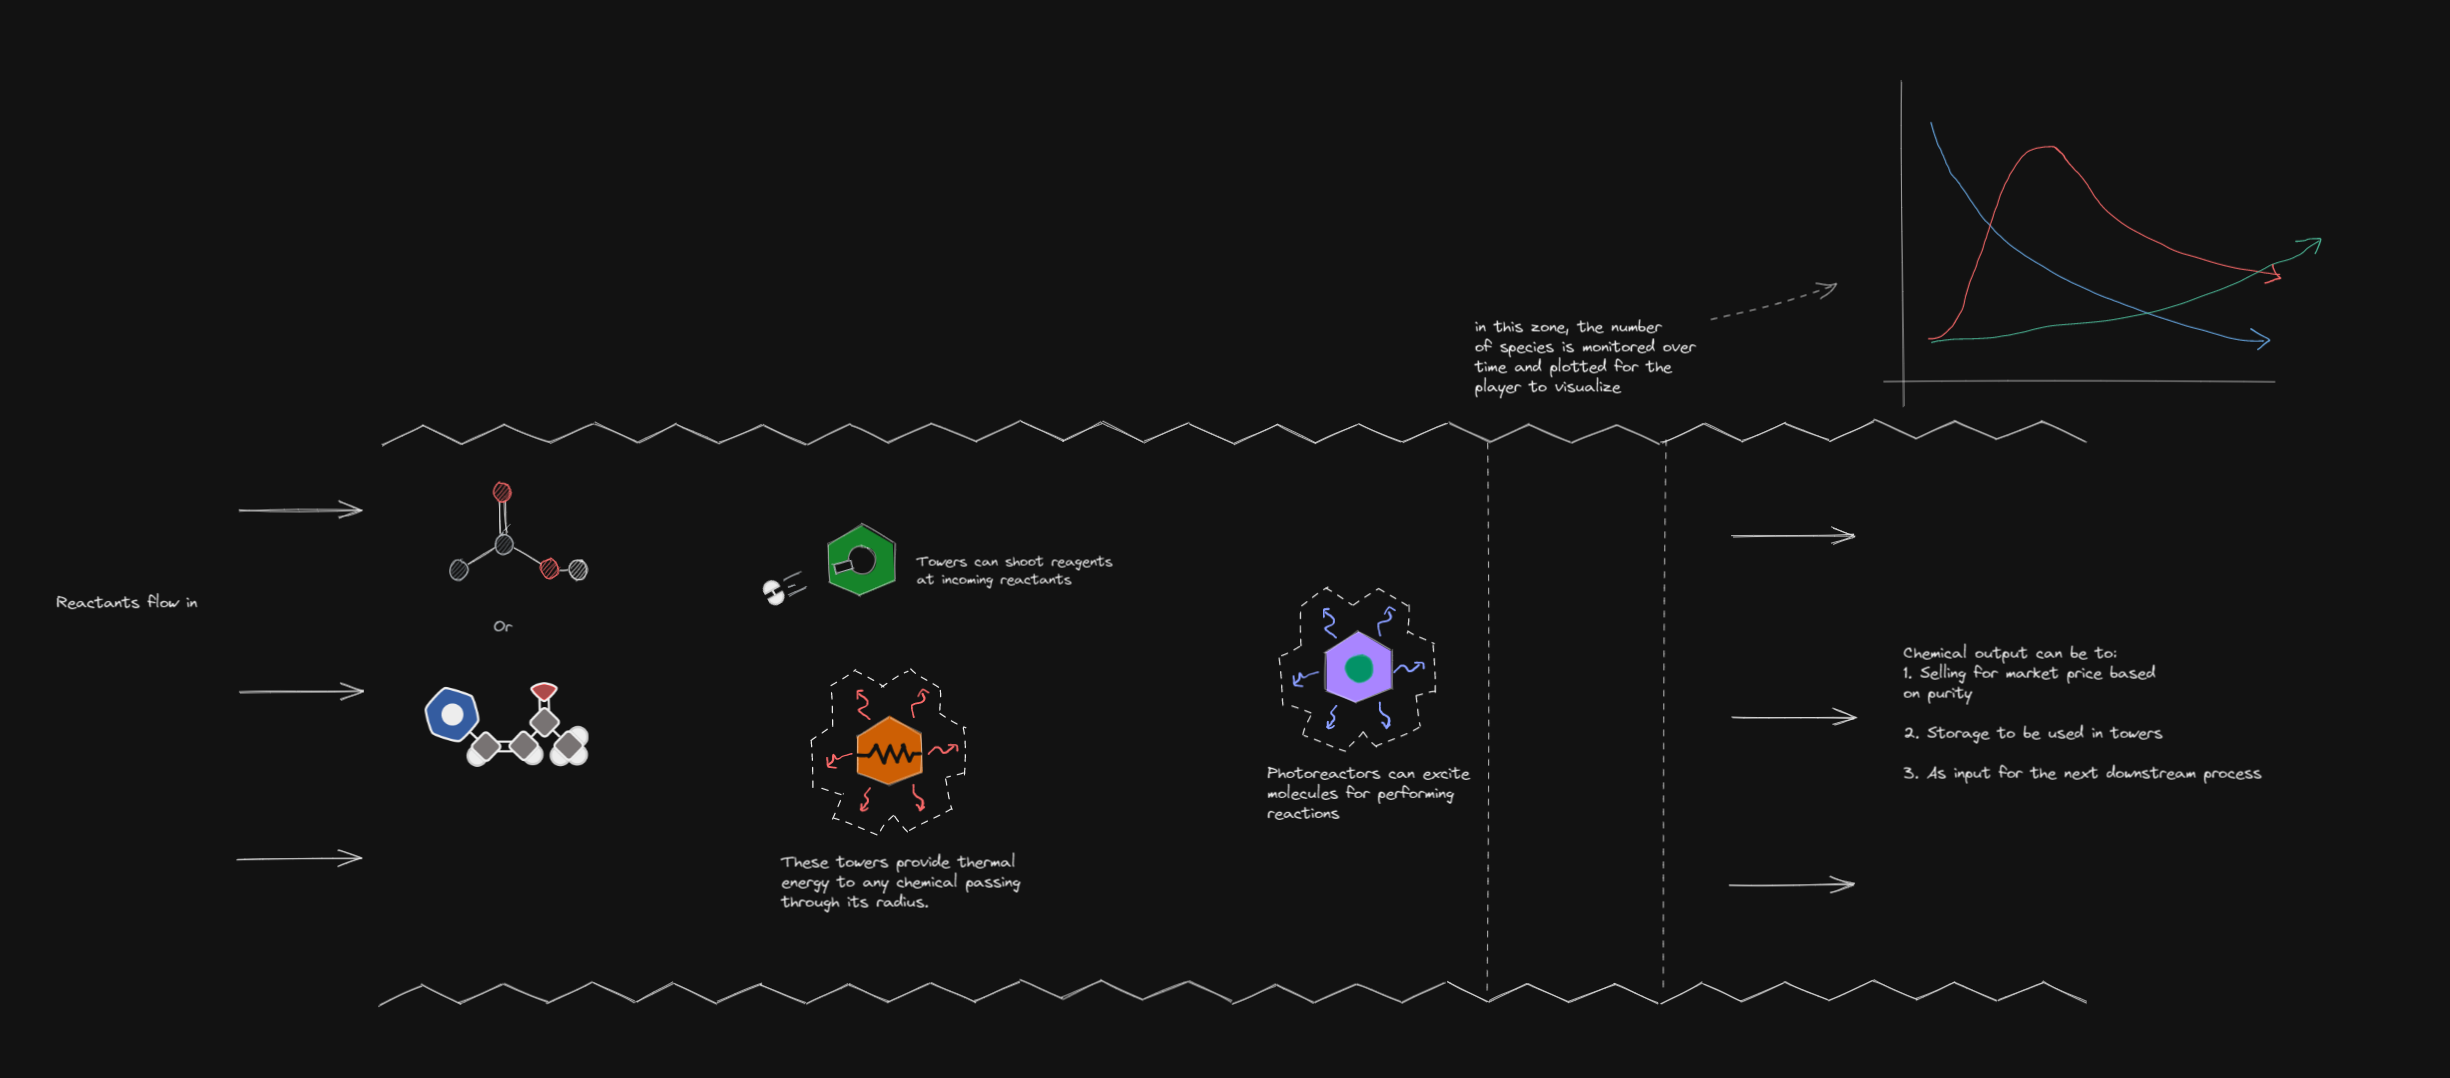 in this zone, the number
of species is monitored over
time and plotted for the
player to visualize
Reactants flow in
Or
Towers can shoot reagents
at incoming reactants
These towers provide thermal
energy to any chemical passing
through its radius.
Photoreactors can excite
molecules for performing
reactions
Chemical output can be to:
1. Selling for market price based
on purity
2. Storage to be used in towers
3. As input for the next downstream process